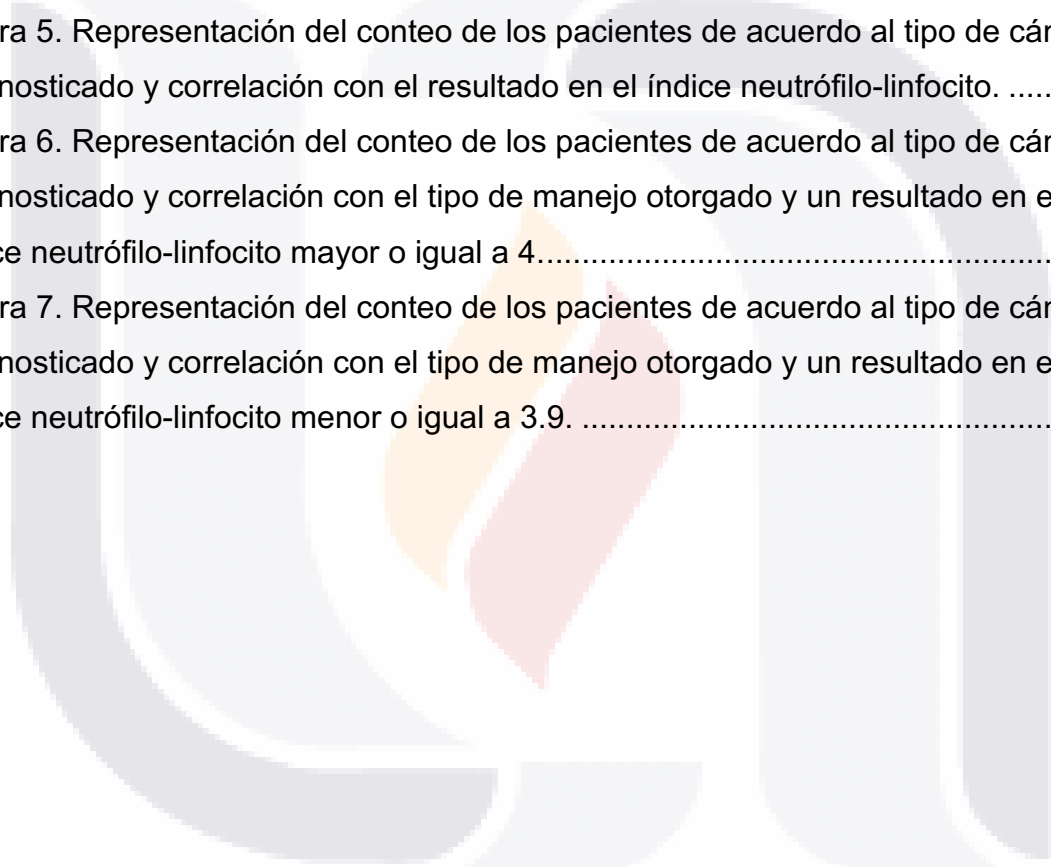 ra 5. Representación del conteo de los pacientes de acuerdo al tipo de cán
nosticado y correlación con el resultado en el índice neutrófilo-linfocito. .....
ra 6. Representación del conteo de los pacientes de acuerdo al tipo de cán
nosticado y correlación con el tipo de manejo otorgado y un resultado en e
ce neutrófilo-linfocito mayor o igual a 4.........................................................
ra 7. Representación del conteo de los pacientes de acuerdo al tipo de cán
nosticado y correlación con el tipo de manejo otorgado y un resultado en e
ce neutrófilo-linfocito menor o igual a 3.9. ....................................................